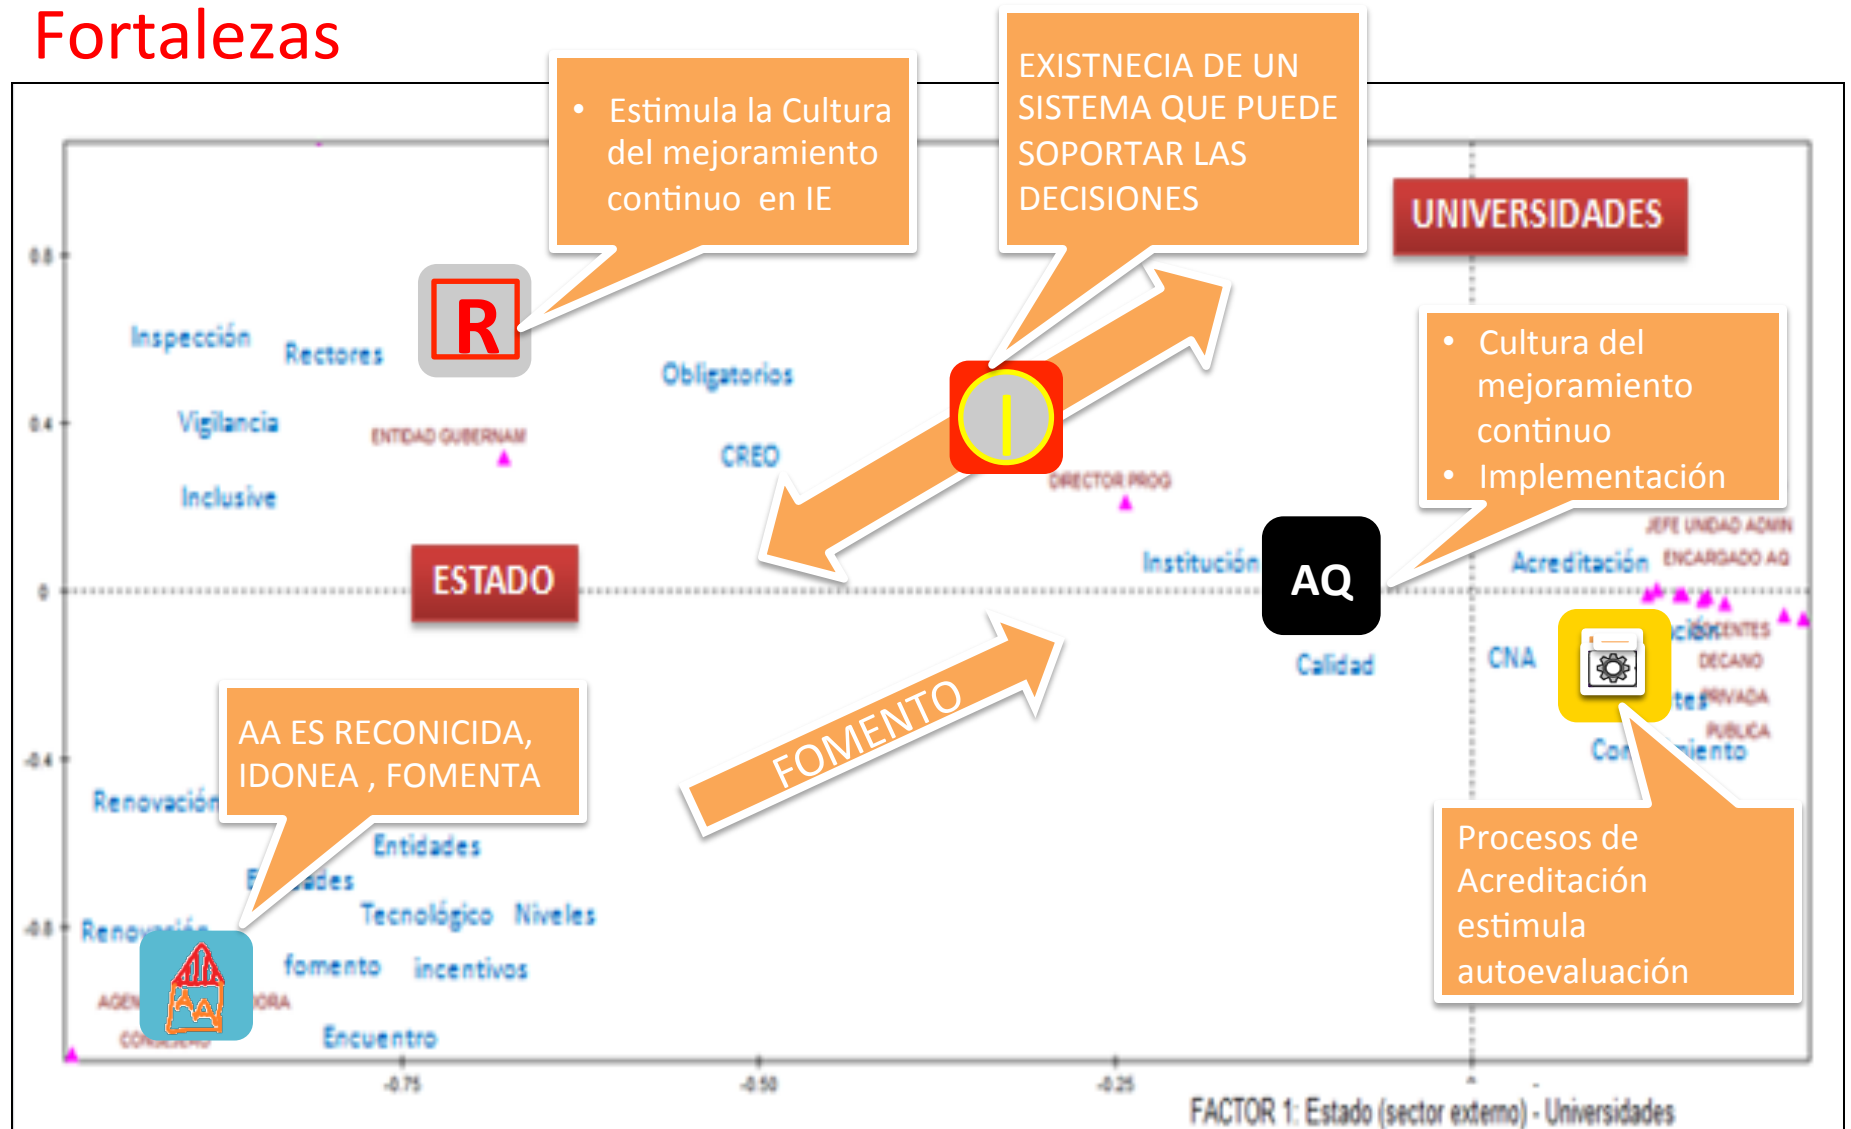 Fortalezas
• Estimula la Cultura
del mejoramiento
continuo en IE
EXISTNECIA DE UN
SISTEMA QUE PUEDE
SOPORTAR LAS
DECISIONES
UNIVERSIDADES
0.8
R
Inspección
Rectores
Obligatorios
• Cultura del
mejoramiento
continuo
• Implementación
0.4
Vigilancia
ENTIDAD GUBERNAM
CREO
I
DIRECTOR PROG
Inclusive
JEFE UNIDAD ADMIN
Institución
AQ
Acreditación
ENCARGADO AQ
ESTADO
0
Calidad
CNA
DECANO
PRIVADA
PUBLICA
FOMENTO
AA ES RECONICIDA,
IDONEA , FOMENTA
-0.4
Renovación
Entidades
Tecnológico Niveles
-0.8
Renovación
fomento incentivos
AA
Encuentro
Procesos de
Acreditación
estimula
autoevaluación
-0.75
-0.50
-0.25
0
FACTOR 1: Estado (sector externo) - Universidades